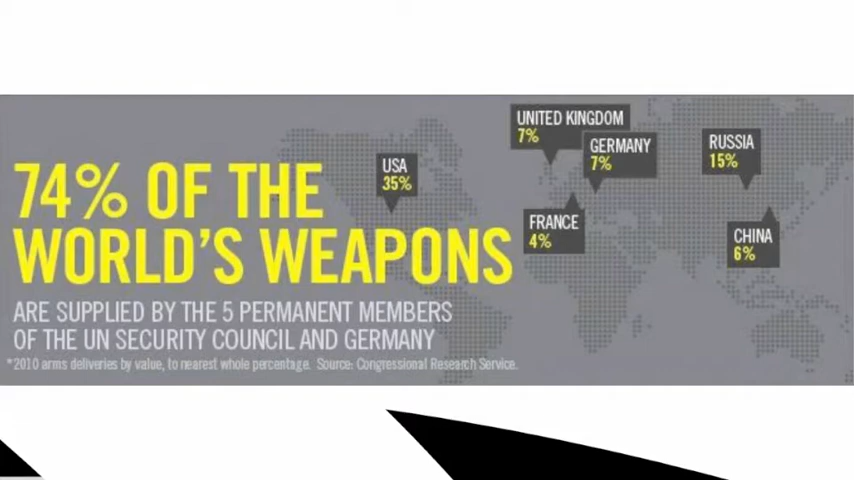 74% OF THE
WORLD'S WEAPONS
ARE SUPPLIED BY THE 5 PERMANENT MEMBERS
OF THE UN SECURITY COUNCIL AND GERMANY
*2010 arms deliveries by value, to nearest whole percentage. Source: Congressional Research Service.
USA
35%
UNITED KINGDOM
7%
GERMANY
7%
FRANCE
4%
RUSSIA
15%
CHINA
6%